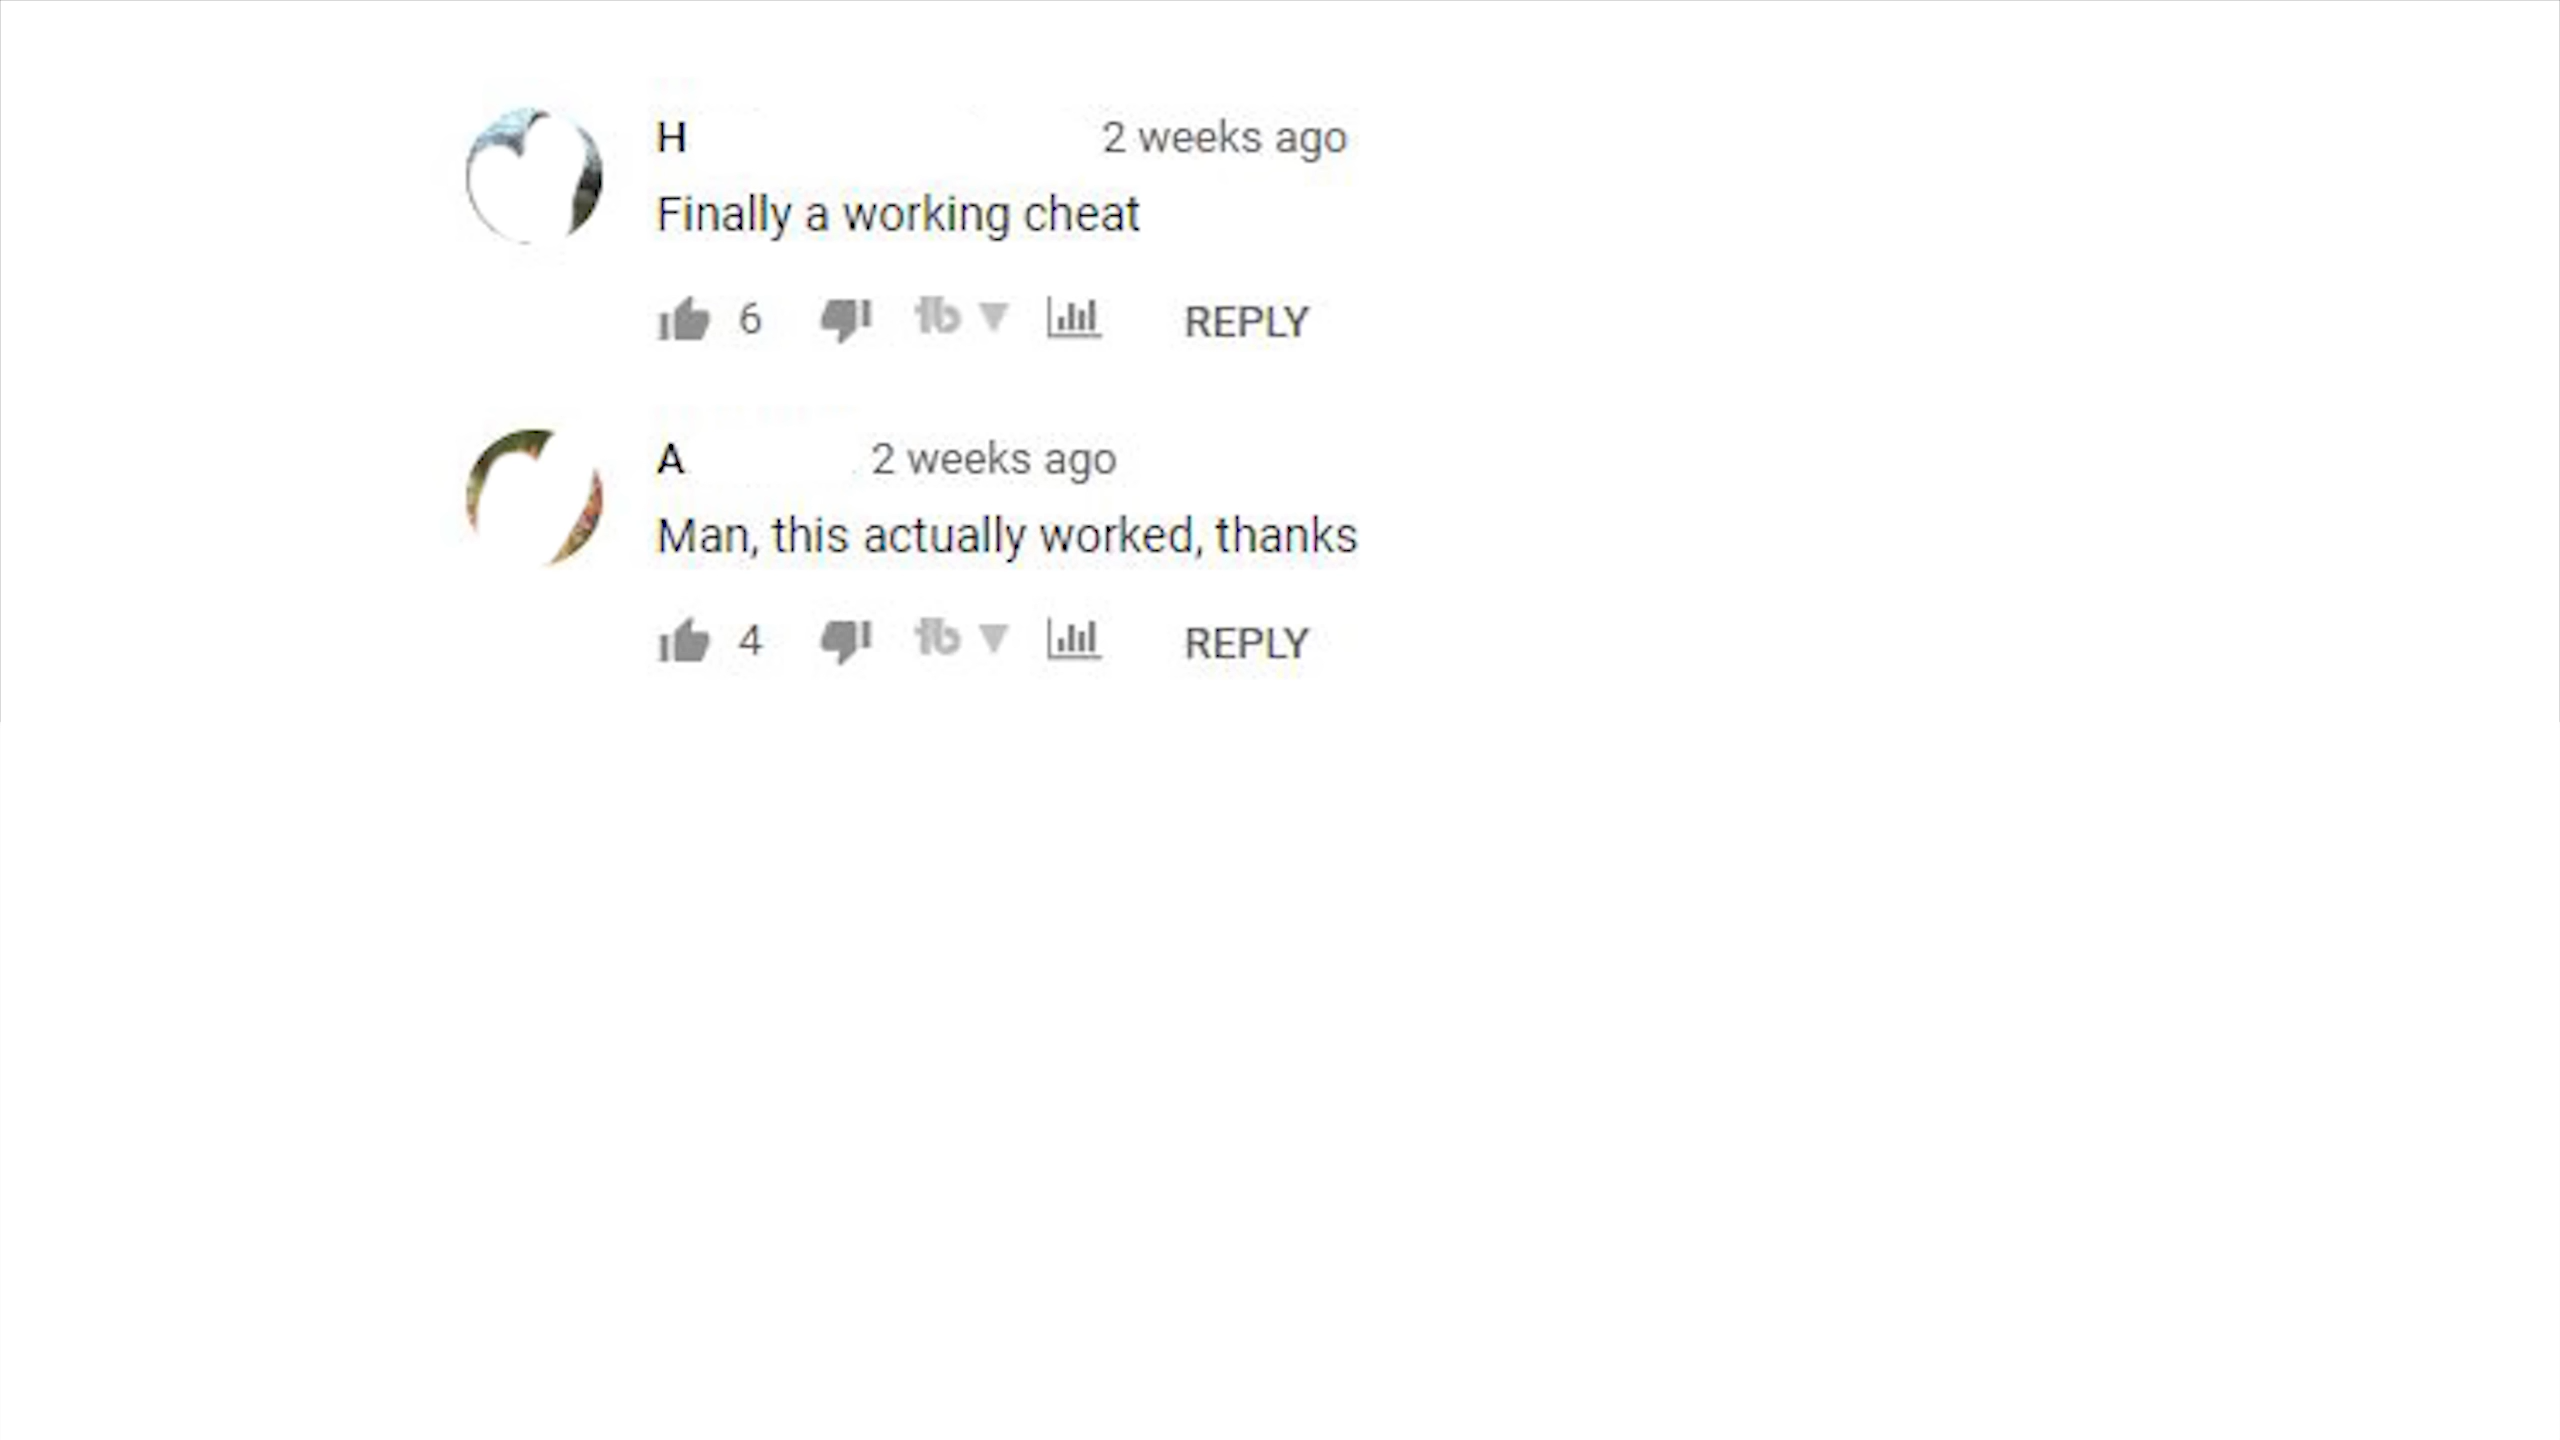 H 2 weeks ago
Finally a working cheat
6 REPLY
A 2 weeks ago
Man, this actually worked, thanks
4 REPLY